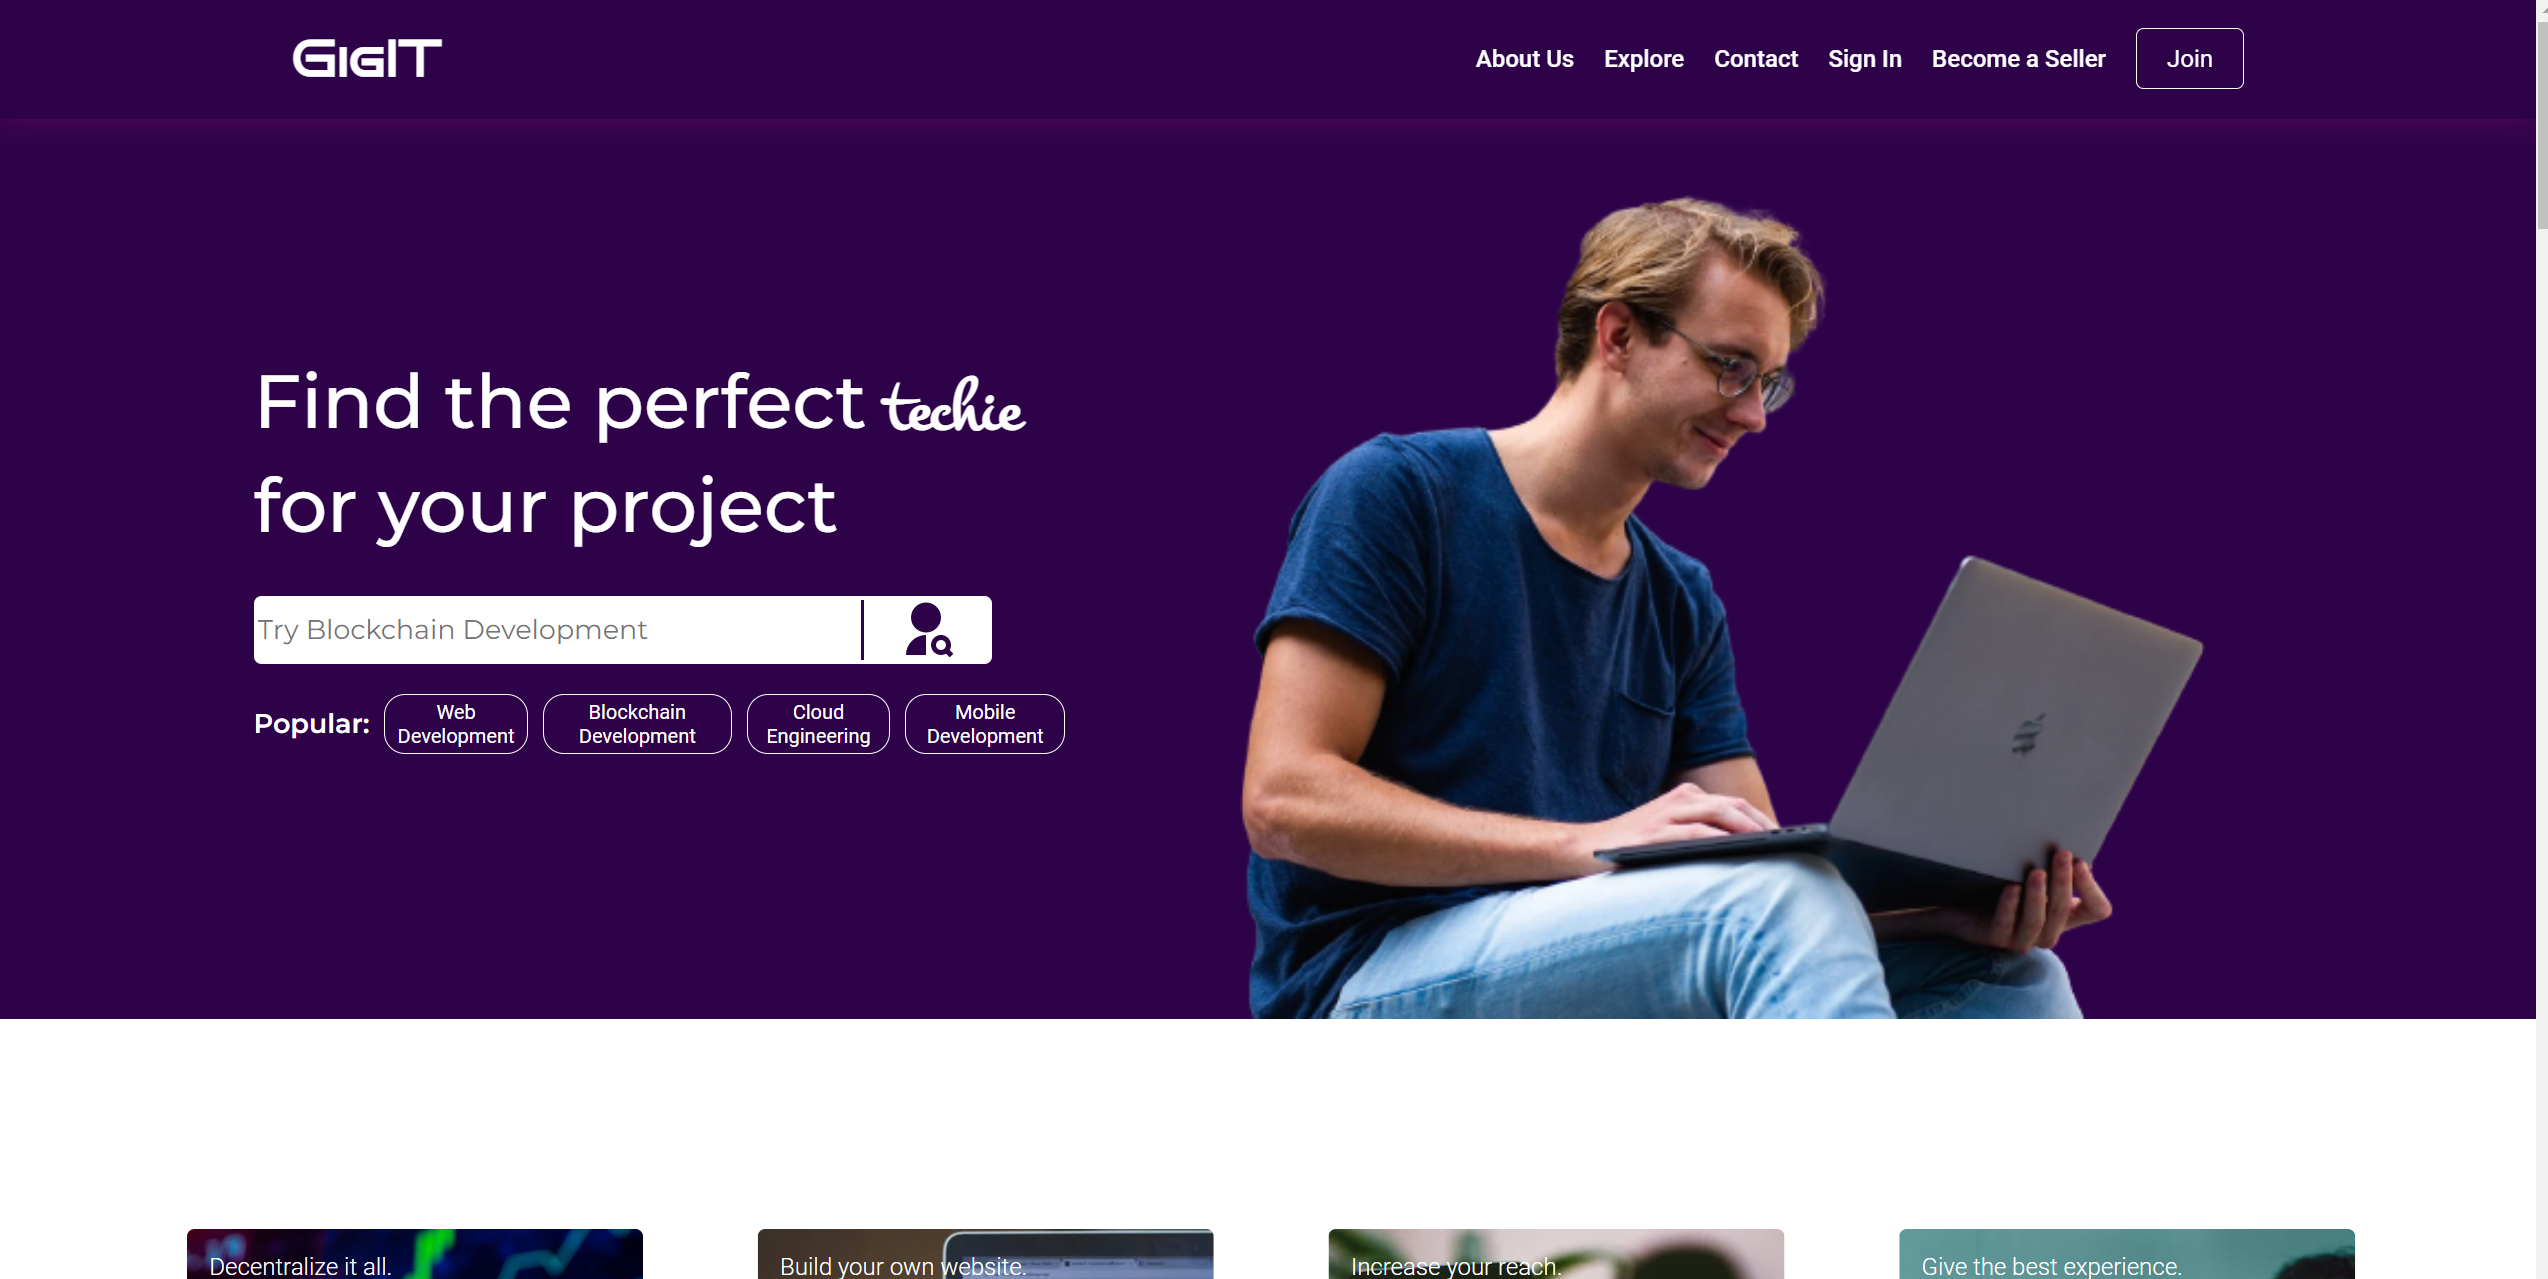 GigIT
About Us Explore Contact Sign In Become a Seller Join
Find the perfect techie
for your project
Try Blockchain Development
Popular:
Web
Development
Blockchain
Development
Cloud
Engineering
Mobile
Development
Decentralize it all.
Build your own website.
Increase your reach.
Give the best experience.